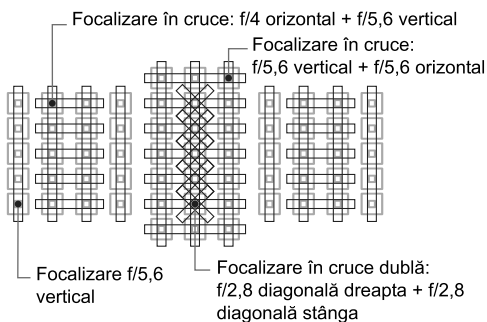 Focalizare în cruce: f/4 orizontal + f/5,6 vertical
Focalizare în cruce:
f/5,6 vertical + f/5,6 orizontal
Focalizare f/5,6
vertical
Focalizare în cruce dublă:
f/2,8 diagonală dreapta + f/2,8
diagonală stânga